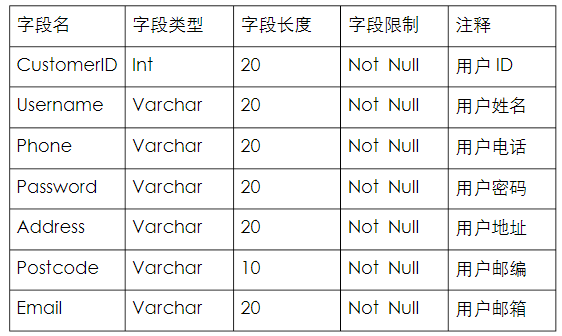 字段名 字段类型 字段长度 字段限制 注释
CustomerID Int 20 Not Null 用户 ID
Username Varchar 20 Not Null 用户姓名
Phone Varchar 20 Not Null 用户电话
Password Varchar 20 Not Null 用户密码
Address Varchar 20 Not Null 用户地址
Postcode Varchar 10 Not Null 用户邮编
Email Varchar 20 Not Null 用户邮箱